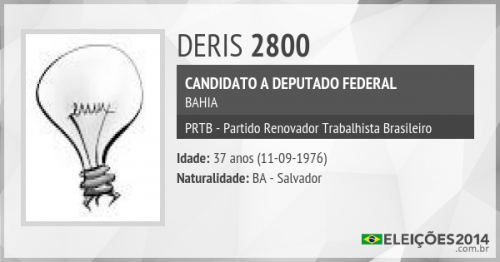 DERIS 2800
CANDIDATO A DEPUTADO FEDERAL
BAHIA
PRTB - Partido Renovador Trabalhista Brasileiro
Idade: 37 anos (11-09-1976)
Naturalidade: BA - Salvador
ELEIÇÕES2014
.com.br